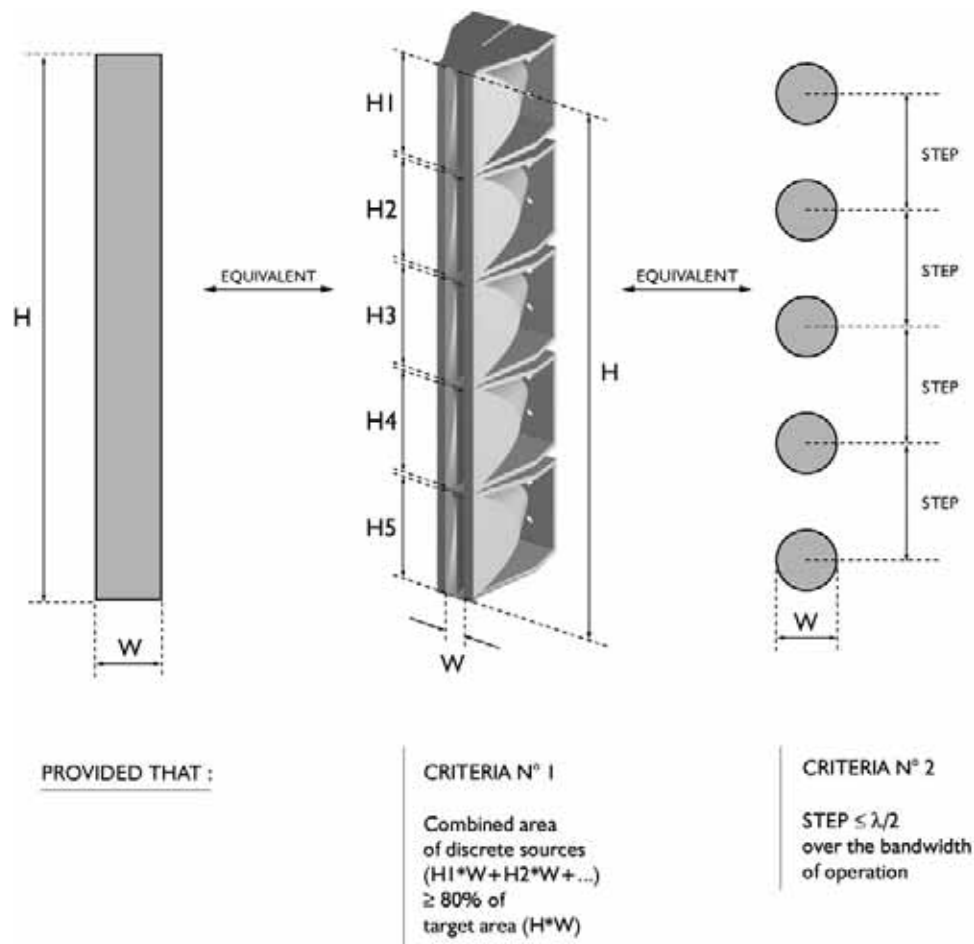 H
W
EQUIVALENT
H1
H2
H3
H4
H5
H
W
EQUIVALENT
STEP
STEP
STEP
STEP
W
PROVIDED THAT :
CRITERIA N° 1
Combined area
of discrete sources
(H1*W+H2*W+...)
≥ 80% of
target area (H*W)
CRITERIA N° 2
STEP ≤ λ/2
over the bandwidth
of operation